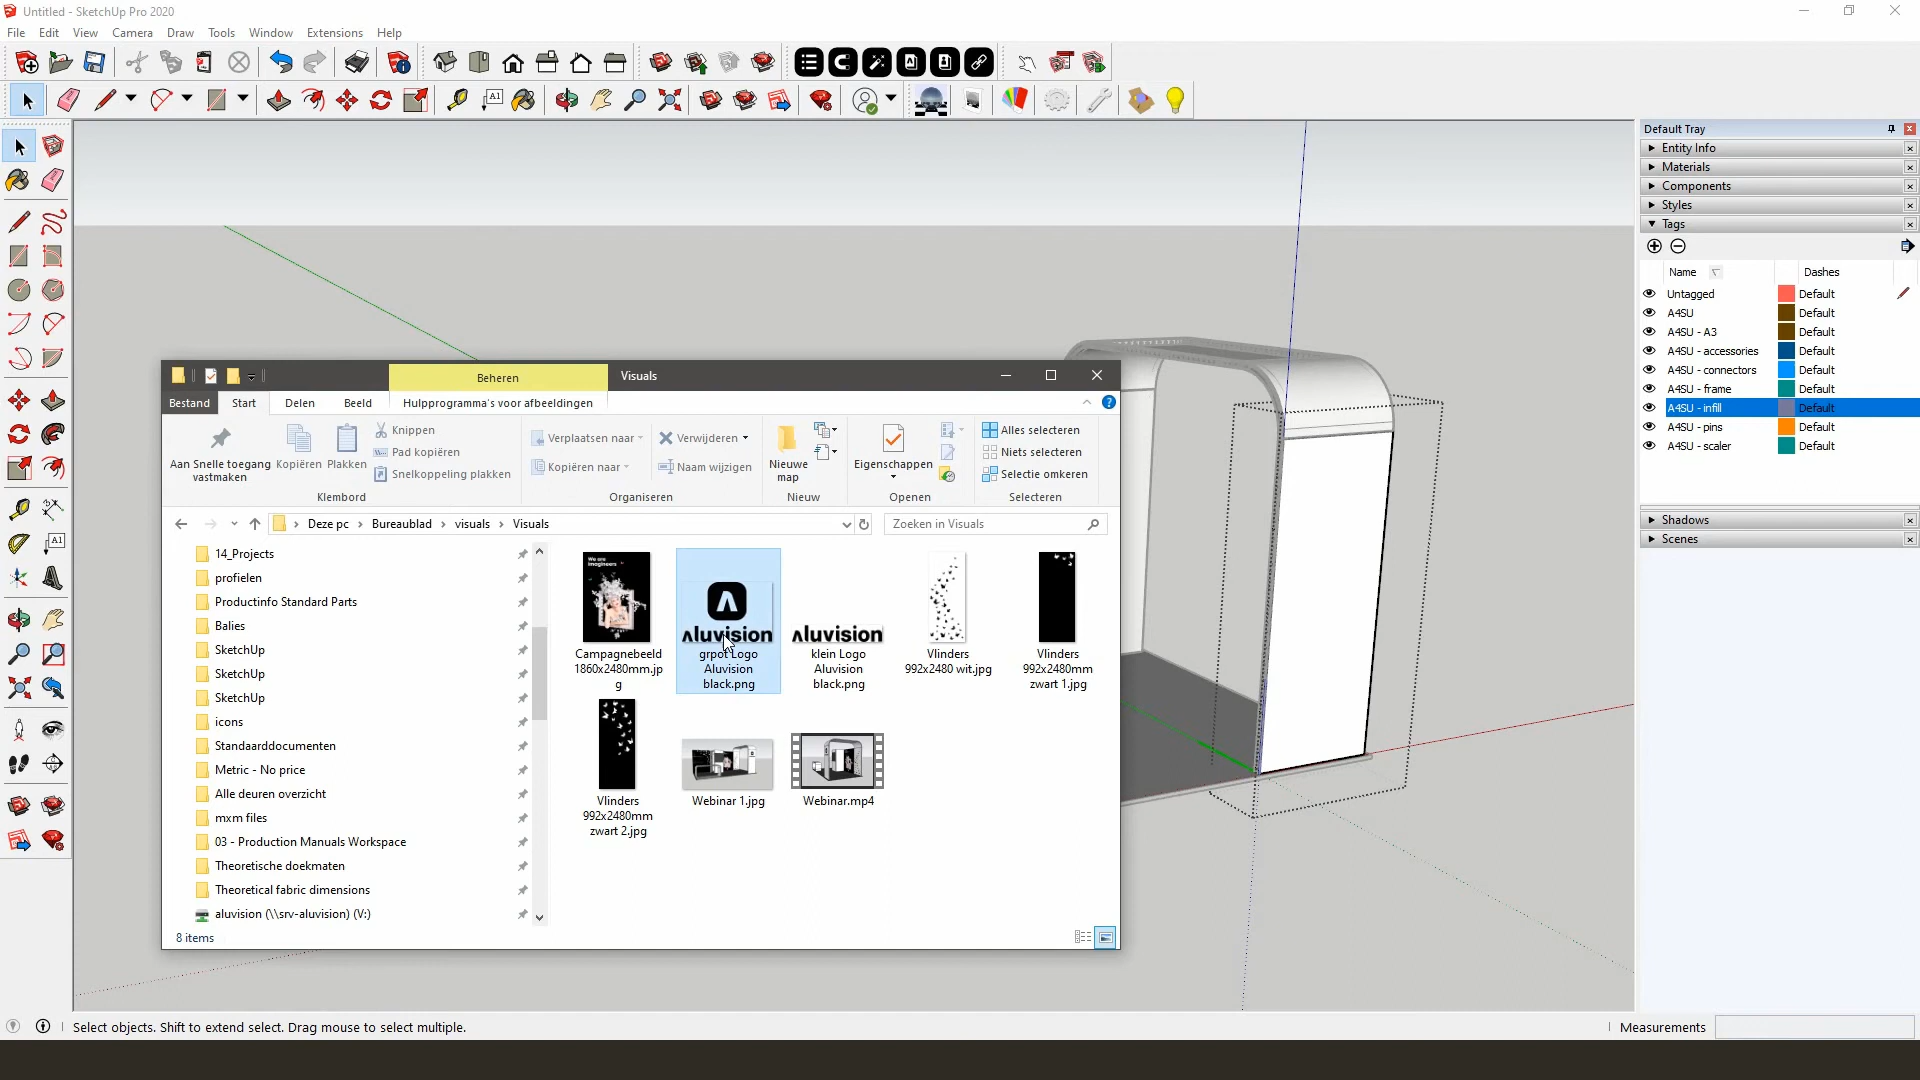 Untitled - SketchUp Pro 2020
File Edit View Camera Draw Tools Window Extensions Help
Default Tray
Entity Info
Materials
Components
Styles
Tags
Name Dashes
Untagged Default
A4SU Default
A4SU - A3 Default
A4SU - accessories Default
A4SU - connectors Default
A4SU - frame Default
A4SU - infill Default
A4SU - pins Default
A4SU - scaler Default
Shadows
Scenes
Beheren Visuals
Bestand Start Delen Beeld Hulpprogramma's voor afbeeldingen
Aan Snelle toegang vastmaken
Kopiëren Plakken
Knippen
Pad kopiëren
Snelkoppeling plakken
Klembord
Verplaatsen naar
Kopiëren naar
Verwijderen
Naam wijzigen
Organiseren
Nieuwe map
Nieuw
Eigenschappen
Openen
Alles selecteren
Niets selecteren
Selectie omkeren
Selecteren
Deze pc Bureaublad visuals Visuals
Zoeken in Visuals
14_Projects
profielen
Productinfo Standard Parts
Balies
SketchUp
SketchUp
SketchUp
icons
Standaarddocumenten
Metric - No price
Alle deuren overzicht
mxm files
03 - Production Manuals Workspace
Theoretische doekmaten
Theoretical fabric dimensions
aluvision (\\srv-aluvision) (V:)
We are
imagineers
Campagnebeeld
1860x2480mm.jp
g
aluvision
grpot Logo
Aluvision
black.png
aluvision
klein Logo
Aluvision
black.png
Vlinders
992x2480 wit.jpg
Vlinders
992x2480mm
zwart 1.jpg
Vlinders
992x2480mm
zwart 2.jpg
Webinar 1.jpg
Webinar.mp4
8 items
Select objects. Shift to extend select. Drag mouse to select multiple.
Measurements